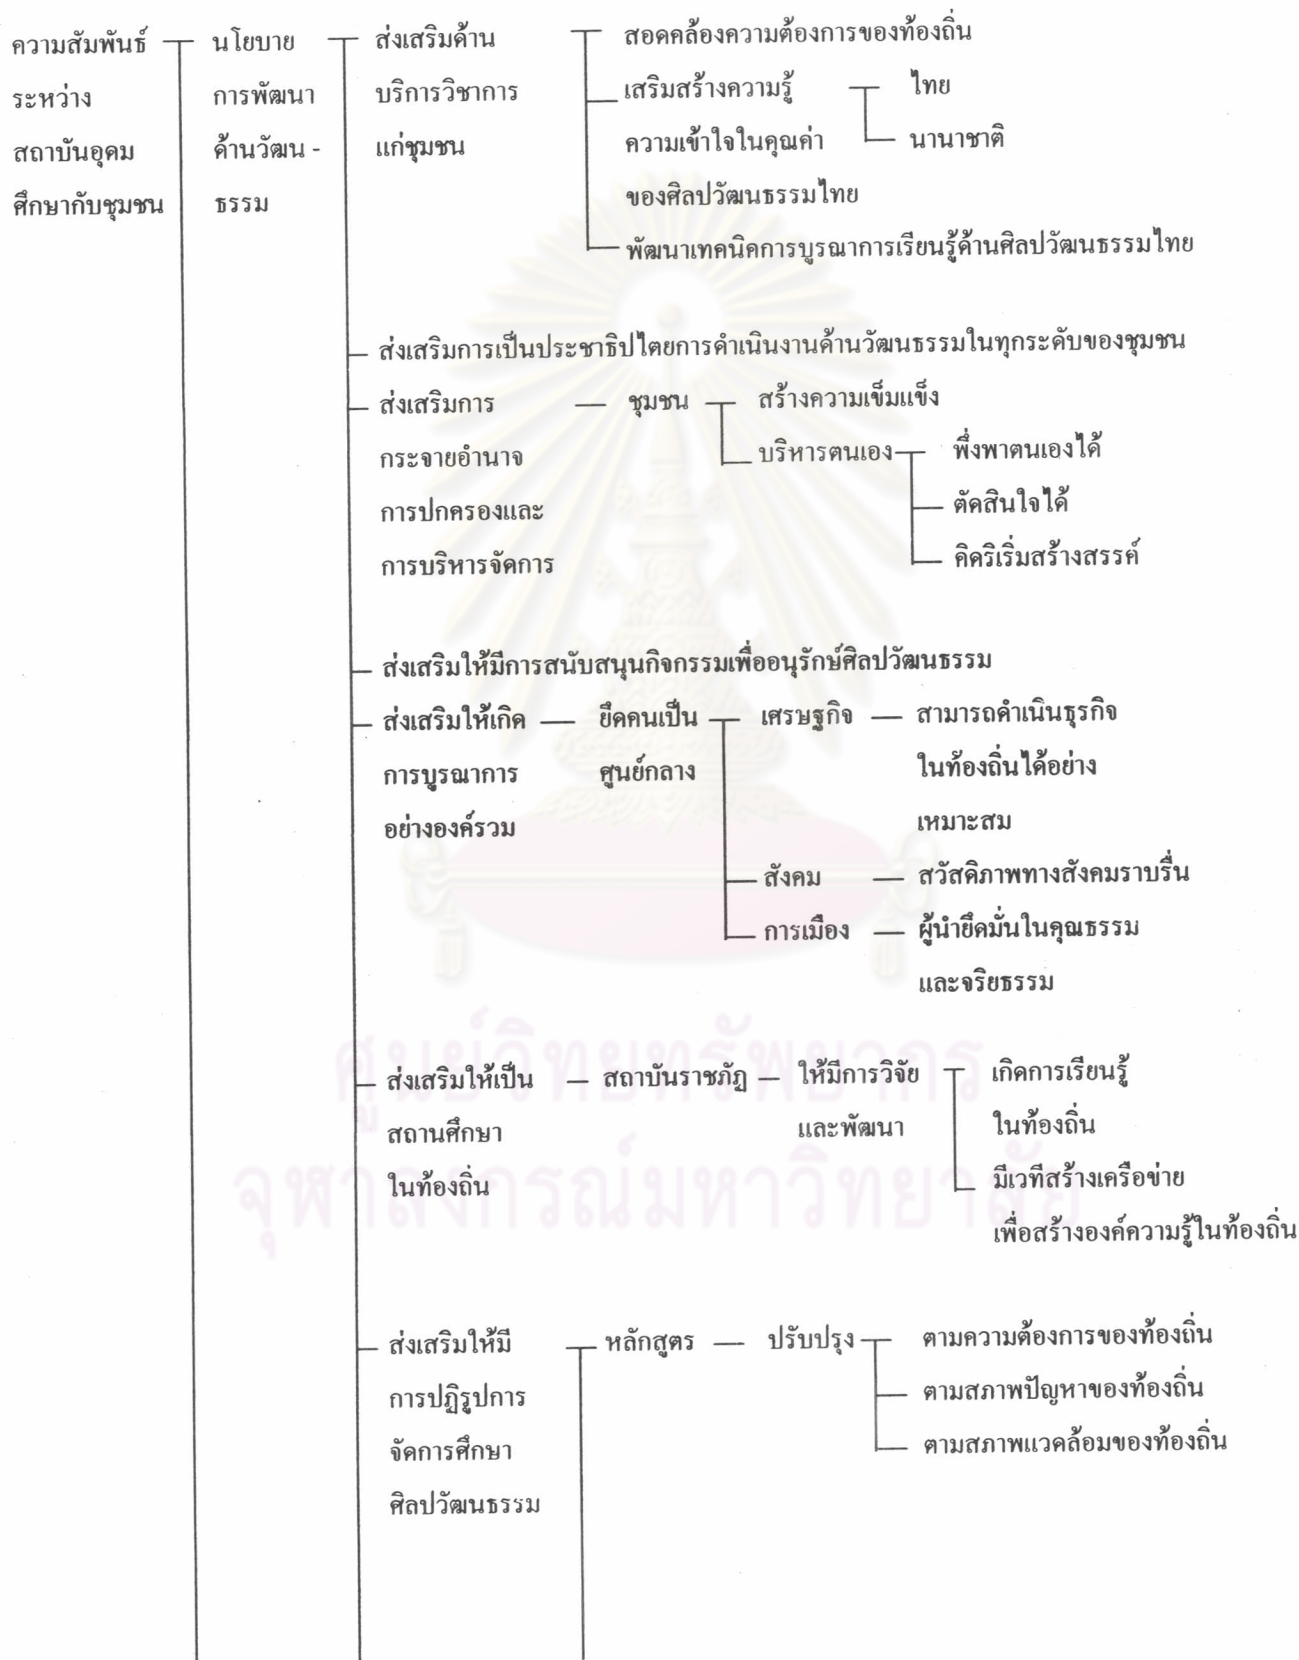 ความสัมพันธ์ นโยบาย ส่งเสริมด้าน สอดคล้องความต้องการของท้องถิ่น
ระหว่าง การพัฒนา บริการวิชาการ เสริมสร้างความรู้ ไทย
สถาบันอุดม ด้านวัฒน - แก่ชุมชน ความเข้าใจในคุณค่า นานาชาติ
ศึกษากับชุมชน ธรรม ของศิลปวัฒนธรรมไทย
พัฒนาเทคนิคการบูรณาการเรียนรู้ด้านศิลปวัฒนธรรมไทย
ส่งเสริมการเป็นประชาธิปไตยการดำเนินงานด้านวัฒนธรรมในทุกระดับของชุมชน
ส่งเสริมการ ชุมชน สร้างความเข็มแข็ง
กระจายอำนาจ บริหารตนเอง พึ่งพาตนเองได้
การปกครองและ ตัดสินใจได้
การบริหารจัดการ คิดริเริ่มสร้างสรรค์
ส่งเสริมให้มีการสนับสนุนกิจกรรมเพื่ออนุรักษ์ศิลปวัฒนธรรม
ส่งเสริมให้เกิด ยึดคนเป็น เศรษฐกิจ สามารถดำเนินธุรกิจ
การบูรณาการ ศูนย์กลาง ในท้องถิ่นได้อย่าง
อย่างองค์รวม เหมาะสม
สังคม สวัสดิภาพทางสังคมราบรื่น
การเมือง ผู้นำยึดมั่นในคุณธรรม
และจริยธรรม
ศูนย์วิทยทรัพยากร
ส่งเสริมให้เป็น สถาบันราชภัฏ ให้มีการวิจัย เกิดการเรียนรู้
สถานศึกษา และพัฒนา ในท้องถิ่น
ในท้องถิ่น มีเวทีสร้างเครือข่าย
จุฬาลงกรณ์มหาวิทยาลัย
เพื่อสร้างองค์ความรู้ในท้องถิ่น
ส่งเสริมให้มี หลักสูตร ปรับปรุง ตามความต้องการของท้องถิ่น
การปฏิรูปการ ตามสภาพปัญหาของท้องถิ่น
จัดการศึกษา ตามสภาพแวดล้อมของท้องถิ่น
ศิลปวัฒนธรรม